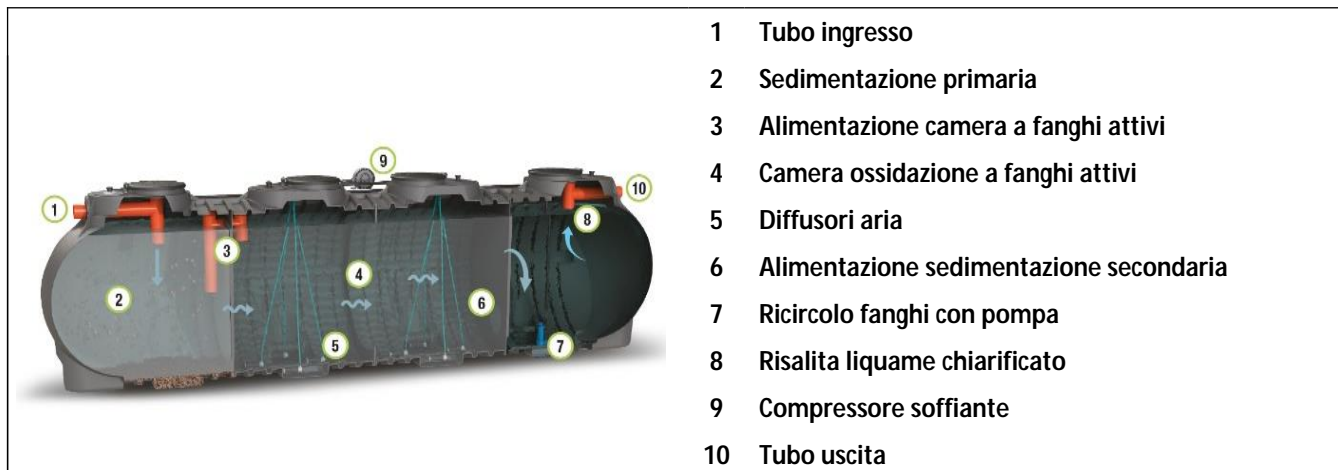 1 Tubo ingresso
2 Sedimentazione primaria
3 Alimentazione camera a fanghi attivi
4 Camera ossidazione a fanghi attivi
5 Diffusori aria
6 Alimentazione sedimentazione secondaria
7 Ricircolo fanghi con pompa
8 Risalita liquame chiarificato
9 Compressore soffiante
10 Tubo uscita
9
1
10
8
3
4
2
6
5
7